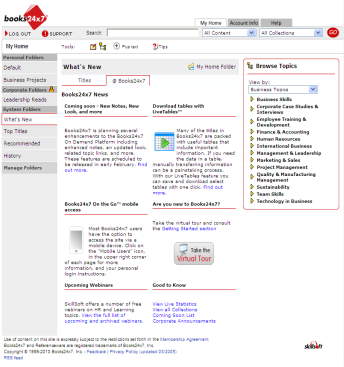 books24x7
My Home Account Info Help
LOG OUT SUPPORT Search: All Content All Collections GO
My Home Tools: Popular Tips
Personal Folders
Default
Business Projects
Corporate Folders
Leadership Reads
System Folders
What's New
Top Titles
Recommended
History
Manage Folders
What's New My Home Folder
Titles @ Books24x7
Books24x7 News
Coming soon - New Notes, New
Look, and more
Books24x7 is planning several
enhancements to the Books24x7
On Demand Platform including
enhanced notes, an updated look,
related topic links, and more.
These features are scheduled to
be released in early February. Find
out more.
Download tables with
LiveTables™
Many of the titles in
Books24x7 are packed
with useful tables that
include important
information. If you need
the data in a table,
manually transferring information
can be a painstaking process.
With our LiveTables feature you
can save and download select
tables with one click. Find out
more.
Books24x7 On the Go™ mobile
access
Most Books24x7 users
have the option to
access the site via a
mobile device. Click on
the "Mobile Users" icon,
in the upper right corner
of each page for more
information, and your personal
login instructions.
Are you new to Books24x7?
Take the virtual tour and consult
the Getting Started section
Take the
Virtual Tour
Upcoming Webinars
SkillSoft offers a number of free
webinars on HR and Learning
topics. View the full list of
upcoming and archived webinars.
Good to Know
View Live Statistics
View all Collections
Coming Soon List
Corporate Announcements
Browse Topics
View by:
Business Topics
Business Skills
Corporate Case Studies &
Interviews
Employee Training &
Development
Finance & Accounting
Human Resources
International Business
Management & Leadership
Marketing & Sales
Project Management
Quality & Manufacturing
Management
Sustainability
Team Skills
Technology in Business
Use of content on this site is expressly subject to the restrictions set forth in the Membership Agreement.
Books24x7 and Referenceware are registered trademarks of Books24x7, Inc.
Copyright © 1999-2010 Books24x7, Inc. - Feedback | Privacy Policy (updated 03/2005)
RSS feed
skillsoft